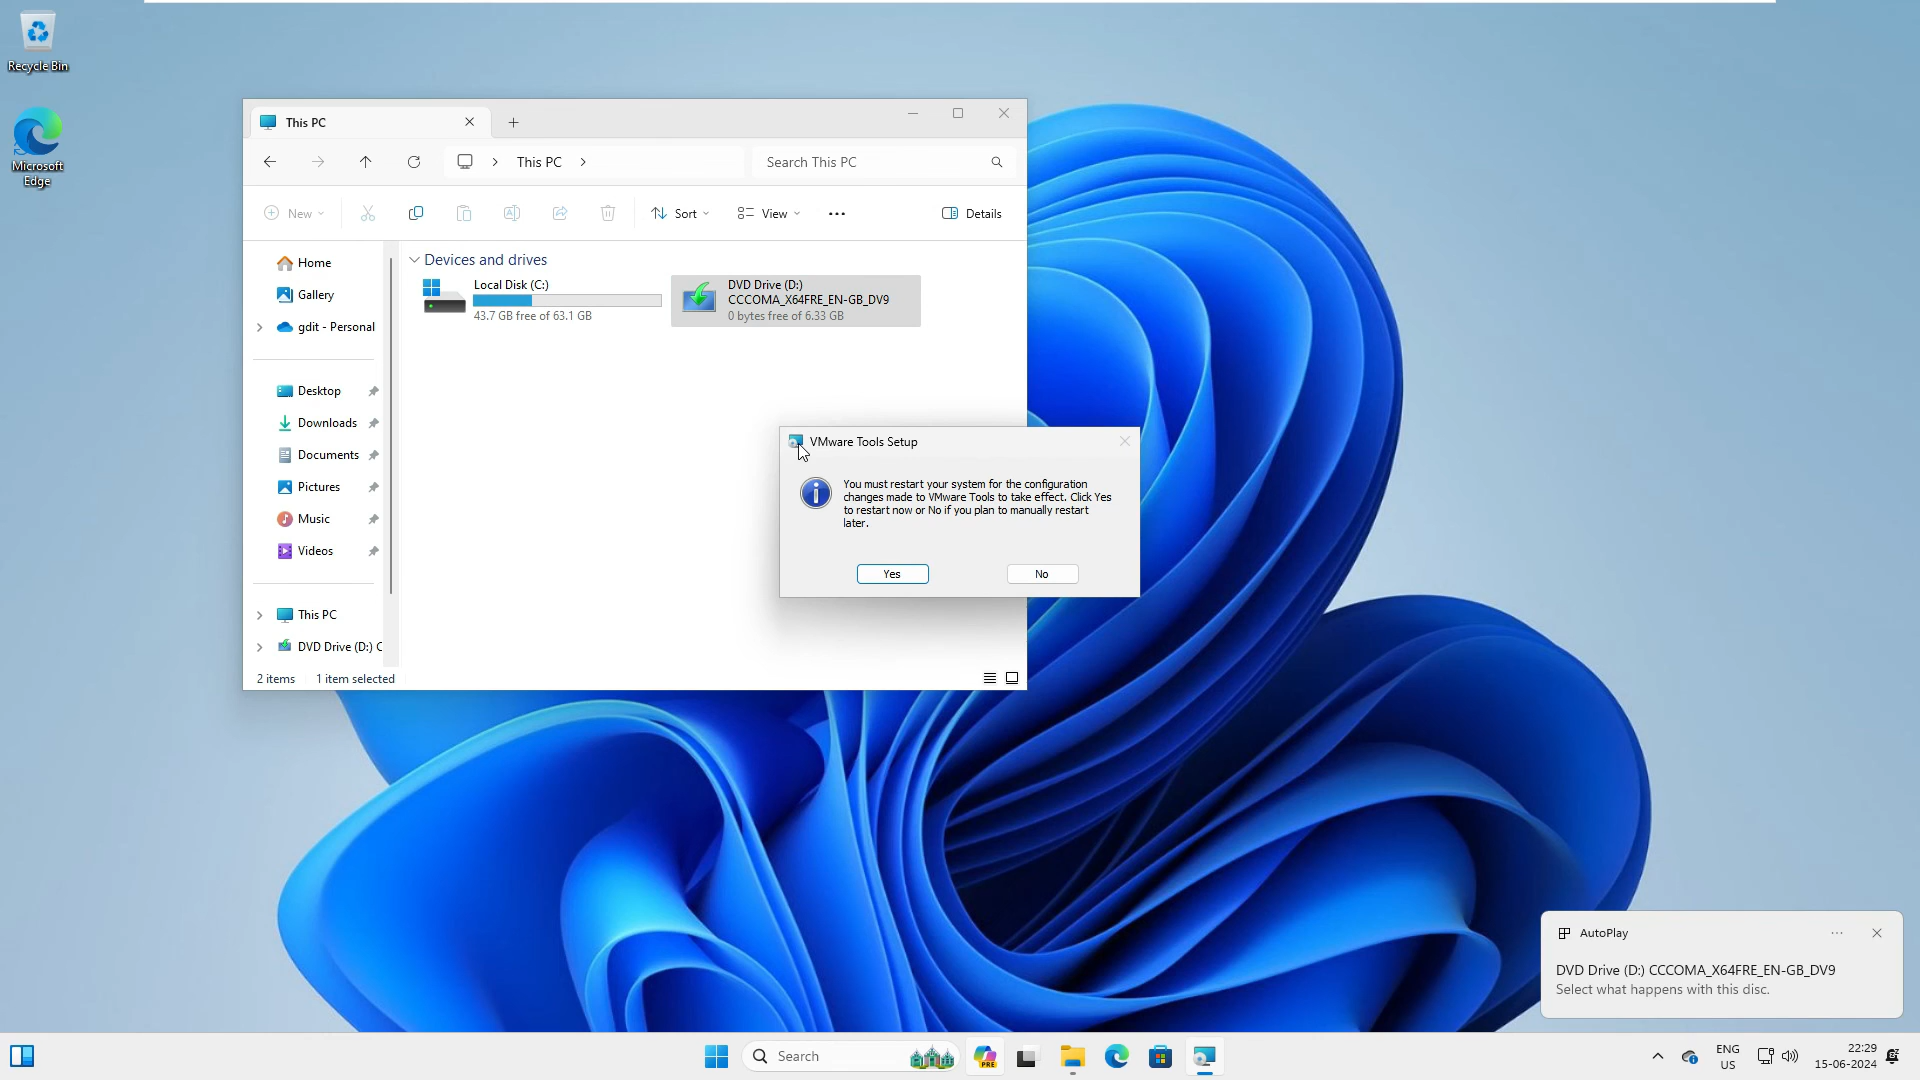 Recycle Bin
Microsoft
Edge
This PC
This PC
Search This PC
New
Sort
View
Details
Home
Gallery
gdit - Personal
Desktop
Downloads
Documents
Pictures
Music
Videos
This PC
DVD Drive (D:) C
Devices and drives
Local Disk (C:)
43.7 GB free of 63.1 GB
DVD Drive (D:)
CCCOMA_X64FRE_EN-GB_DV9
0 bytes free of 6.33 GB
2 items
1 item selected
VMware Tools Setup
You must restart your system for the configuration
changes made to VMware Tools to take effect. Click Yes
to restart now or No if you plan to manually restart
later.
Yes
No
AutoPlay
DVD Drive (D:) CCCOMA_X64FRE_EN-GB_DV9
Select what happens with this disc.
Search
PRE
ENG
US
22:29
15-06-2024